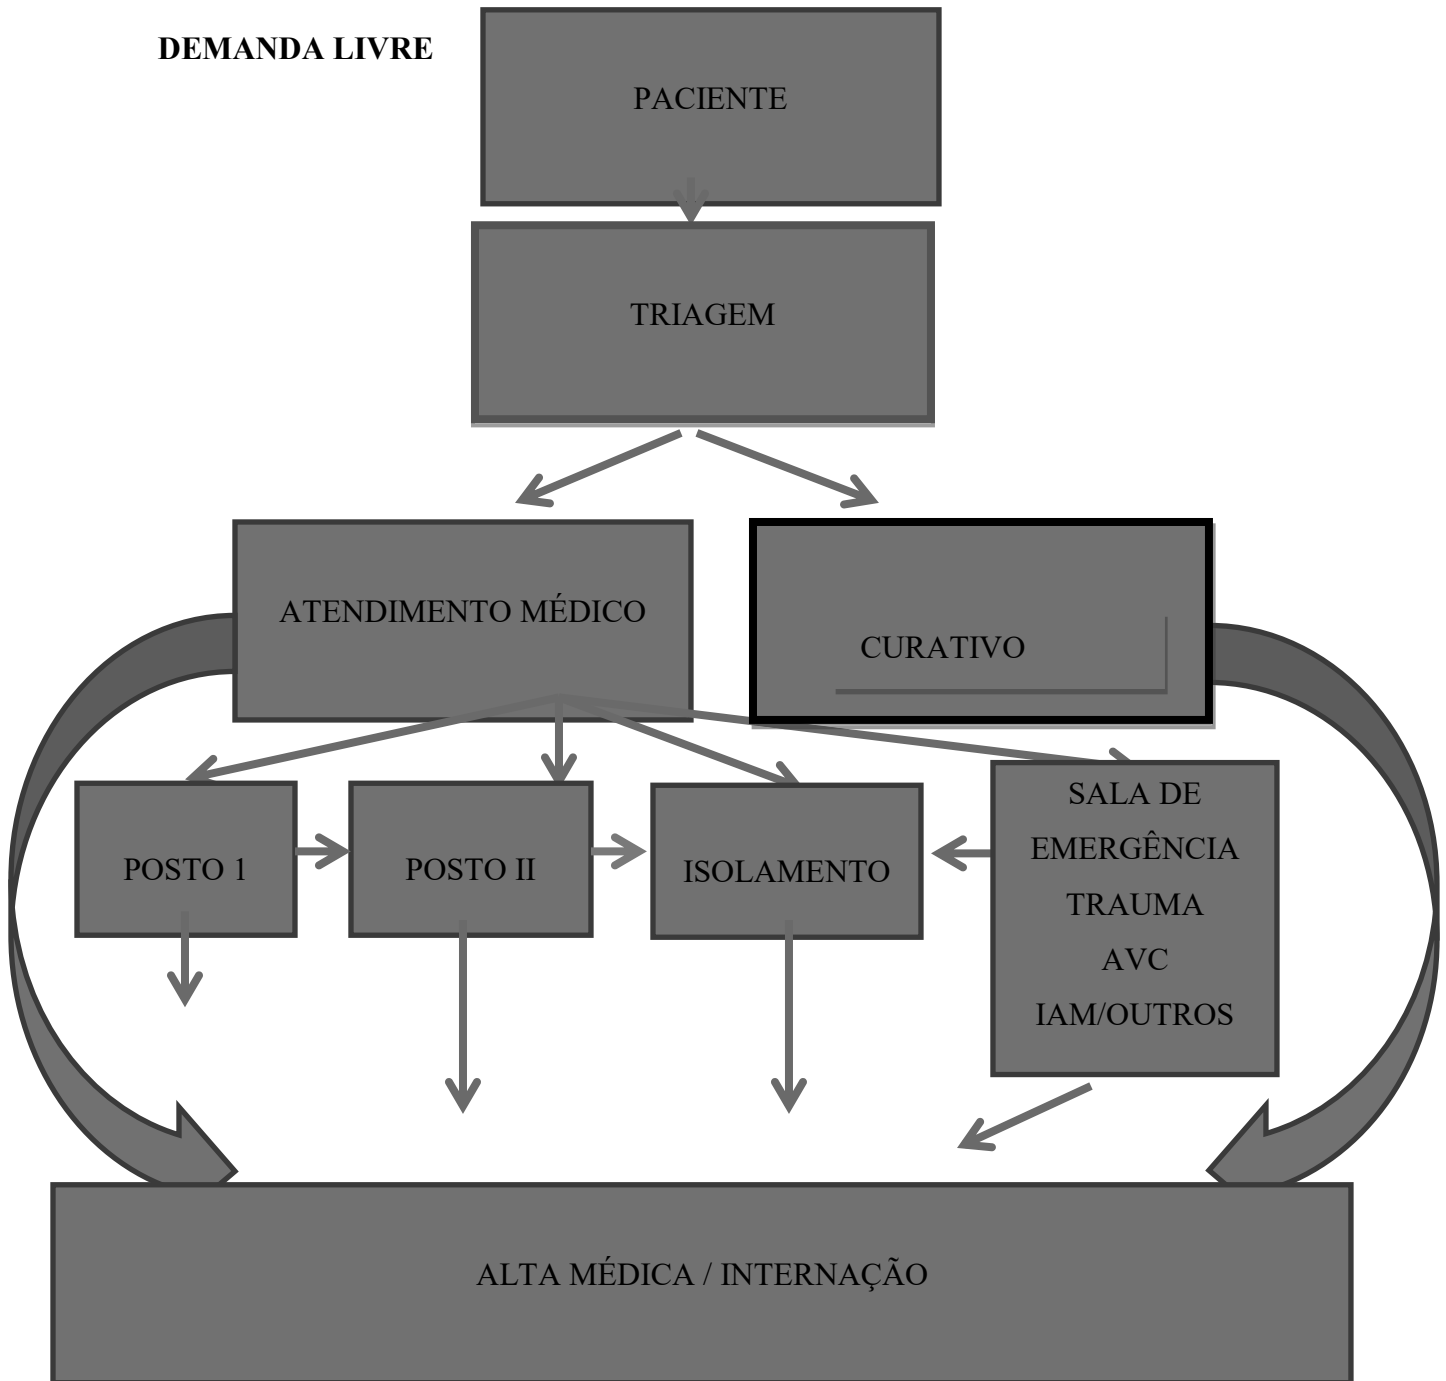 DEMANDA LIVRE
PACIENTE
TRIAGEM
ATENDIMENTO MÉDICO
CURATIVO
POSTO 1
POSTO II
ISOLAMENTO
SALA DE
EMERGÊNCIA
TRAUMA
AVC
IAM/OUTROS
ALTA MÉDICA / INTERNAÇÃO